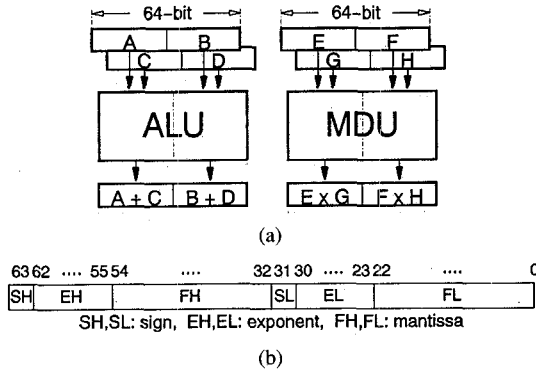 64-bit 64-bit
A B E F
C D G H
ALU MDU
A + C B + D E x G F x H
(a)
63 62 .... 55 54 .... 32 31 30 .... 23 22 .... 0
SH EH FH SL EL FL
SH,SL: sign, EH,EL: exponent, FH,FL: mantissa
(b)